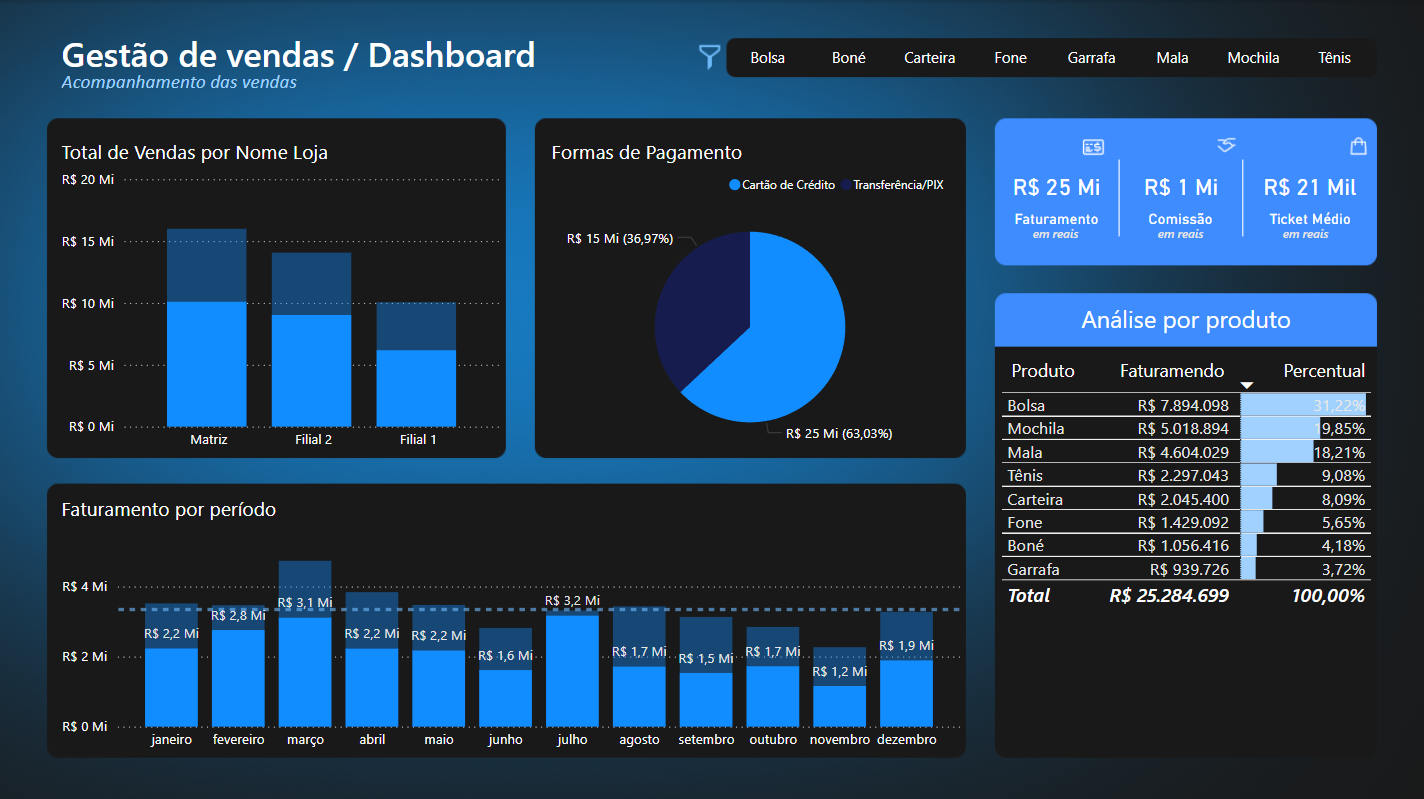 Gestão de vendas / Dashboard
Acompanhamento das vendas
Bolsa Boné Carteira Fone Garrafa Mala Mochila Tênis
Total de Vendas por Nome Loja
R$ 20 Mi
R$ 15 Mi
R$ 10 Mi
R$ 5 Mi
R$ 0 Mi
Matriz Filial 2 Filial 1
Formas de Pagamento
Cartão de Crédito Transferência/PIX
R$ 15 Mi (36,97%)
R$ 25 Mi (63,03%)
R$ 25 Mi
Faturamento
em reais
R$ 1 Mi
Comissão
em reais
R$ 21 Mil
Ticket Médio
em reais
Faturamento por período
R$ 4 Mi
R$ 2 Mi
R$ 0 Mi
R$ 2,2 Mi R$ 2,8 Mi R$ 3,1 Mi R$ 2,2 Mi R$ 2,2 Mi R$ 1,6 Mi R$ 3,2 Mi R$ 1,7 Mi R$ 1,5 Mi R$ 1,7 Mi R$ 1,2 Mi R$ 1,9 Mi
janeiro fevereiro março abril maio junho julho agosto setembro outubro novembro dezembro
Análise por produto
Produto Faturamendo Percentual
Bolsa R$ 7.894.098 31,22%
Mochila R$ 5.018.894 19,85%
Mala R$ 4.604.029 18,21%
Tênis R$ 2.297.043 9,08%
Carteira R$ 2.045.400 8,09%
Fone R$ 1.429.092 5,65%
Boné R$ 1.056.416 4,18%
Garrafa R$ 939.726 3,72%
Total R$ 25.284.699 100,00%